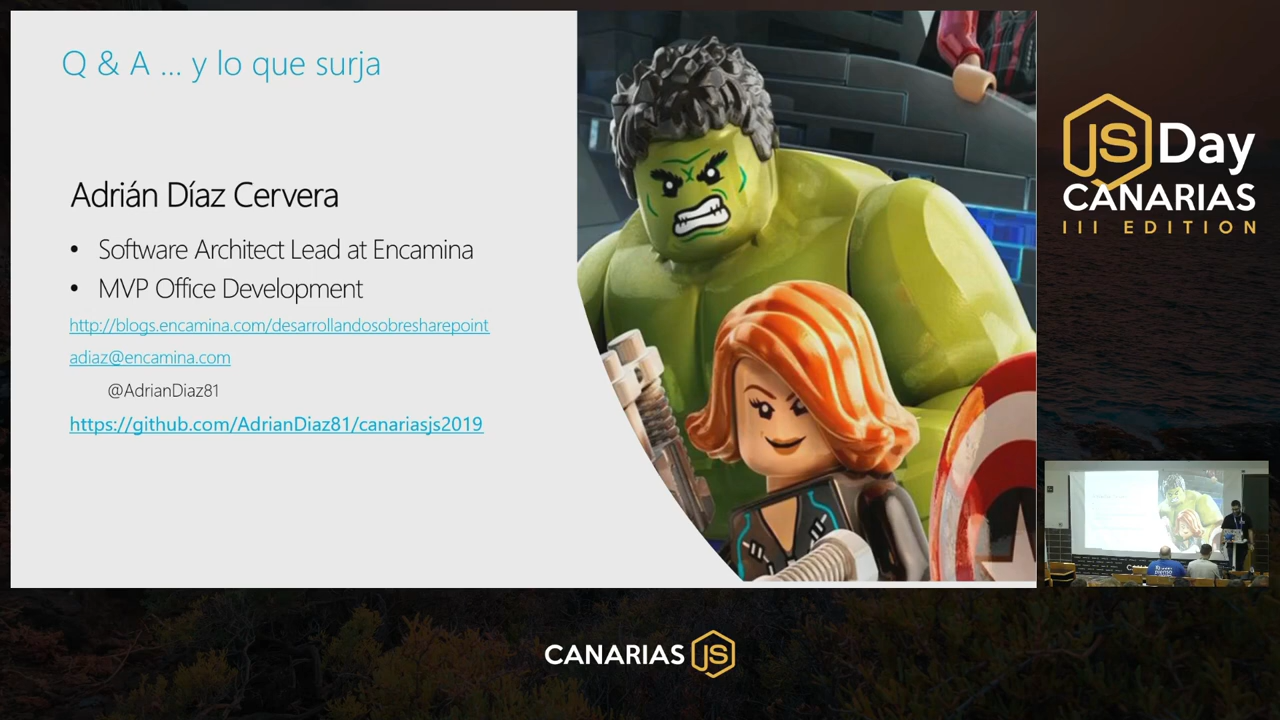 Q & A ... y lo que surja
Adrián Díaz Cervera
• Software Architect Lead at Encamina
• MVP Office Development
http://blogs.encamina.com/desarrollandosobresharepoint
adiaz@encamina.com
@AdrianDiaz81
https://github.com/AdrianDiaz81/canariasjs2019
JS Day
CANARIAS
III EDITION
CANARIAS JS